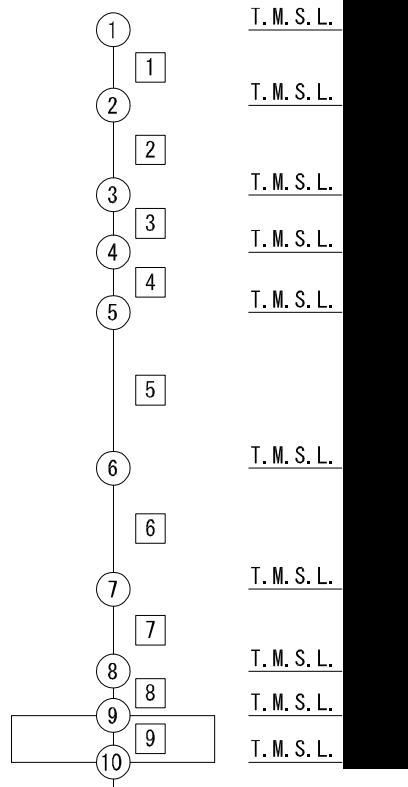 1 T.M.S.L.
1
2 T.M.S.L.
2
3 T.M.S.L.
3
4 T.M.S.L.
4
5 T.M.S.L.
5
6 T.M.S.L.
6
7 T.M.S.L.
7
8 T.M.S.L.
8
9 T.M.S.L.
9
10 T.M.S.L.